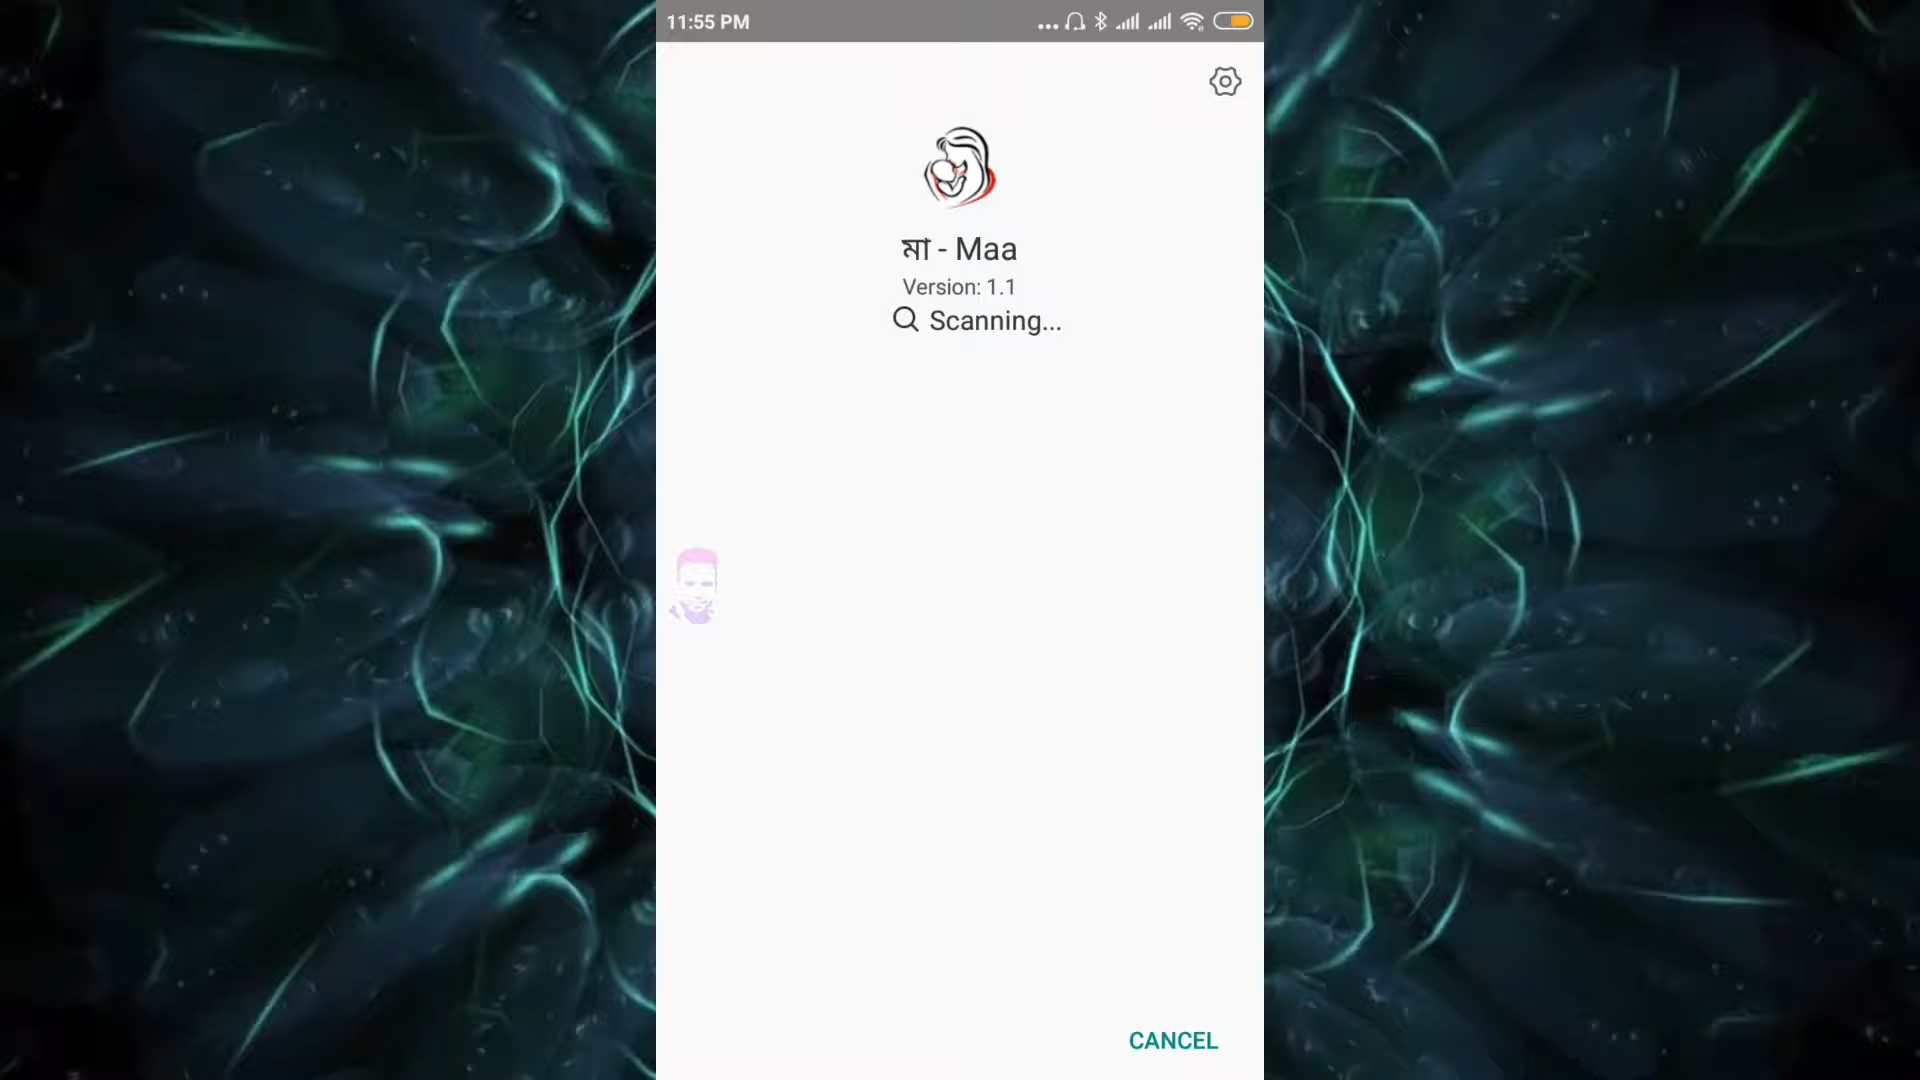 11:55 PM
মা - Maa
Version: 1.1
Scanning...
CANCEL